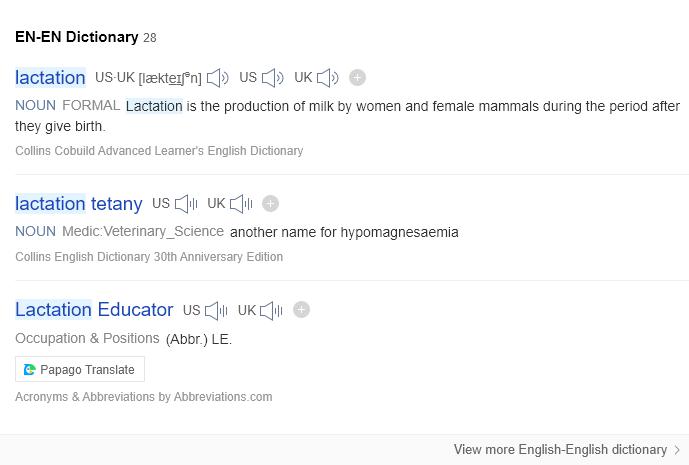 EN-EN Dictionary 28
lactation US·UK [lækteɪʃᵊn] US UK
NOUN FORMAL Lactation is the production of milk by women and female mammals during the period after
they give birth.
Collins Cobuild Advanced Learner's English Dictionary
lactation tetany US UK
NOUN Medic:Veterinary_Science another name for hypomagnesaemia
Collins English Dictionary 30th Anniversary Edition
Lactation Educator US UK
Occupation & Positions (Abbr.) LE.
Papago Translate
Acronyms & Abbreviations by Abbreviations.com
View more English-English dictionary